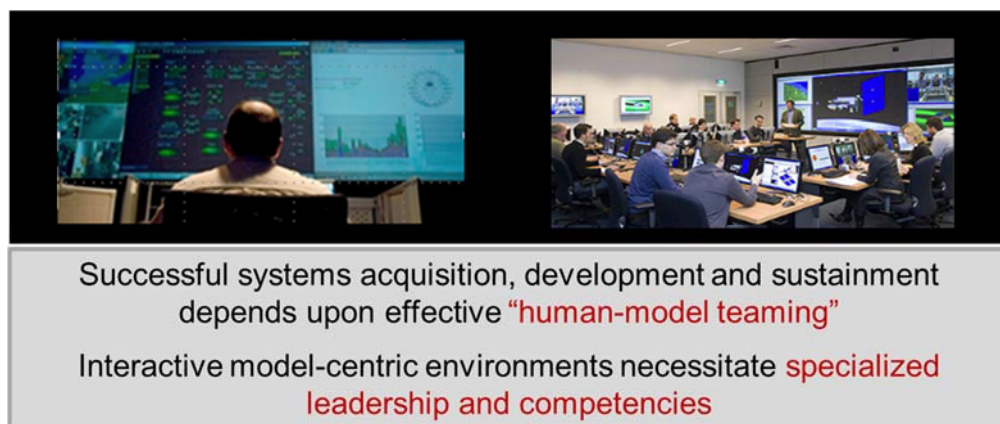 Successful systems acquisition, development and sustainment
depends upon effective “human-model teaming”
Interactive model-centric environments necessitate specialized
leadership and competencies